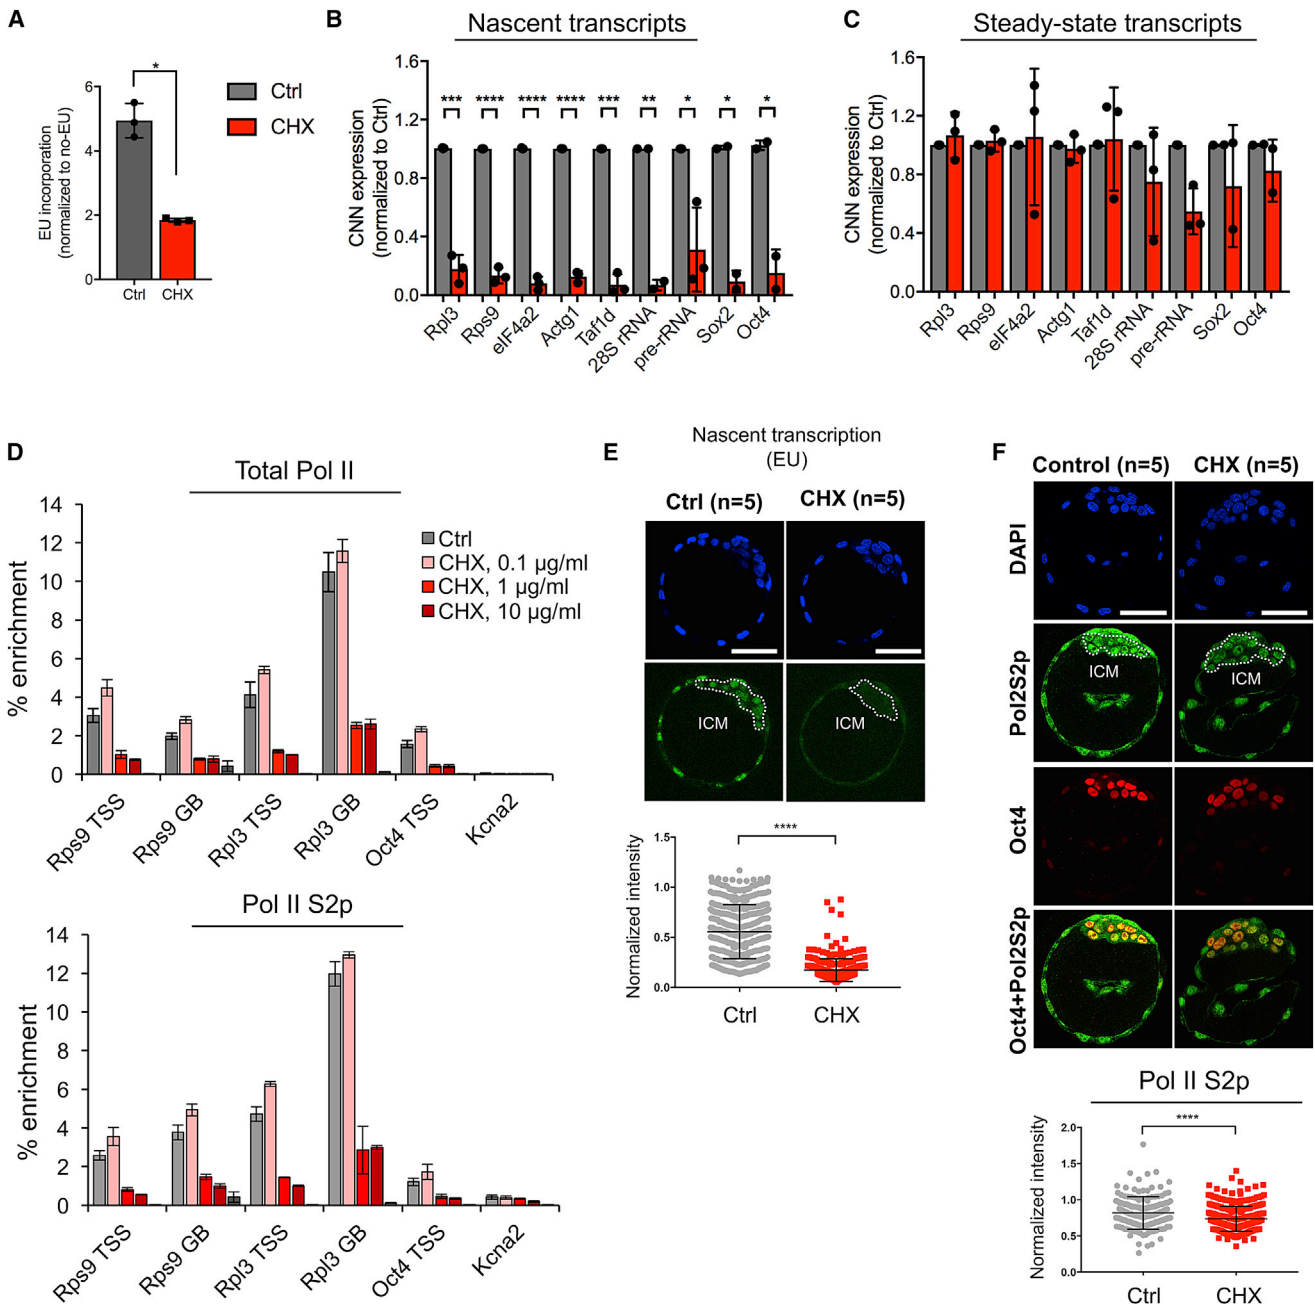 A
EU incorporation
(normalized to no-EU)
6
4
2
0
*
Ctrl
CHX
Ctrl
CHX
B
Nascent transcripts
CNN expression
(normalized to Ctrl)
1.6
1.2
0.8
0.4
0.0
*** **** **** **** *** ** * * *
Rpl3
Rps9
eIF4a2
Actg1
Taf1d
28S rRNA
pre-rRNA
Sox2
Oct4
C
Steady-state transcripts
CNN expression
(normalized to Ctrl)
1.6
1.2
0.8
0.4
0.0
Rpl3
Rps9
eIF4a2
Actg1
Taf1d
28S rRNA
pre-rRNA
Sox2
Oct4
D
Total Pol II
% enrichment
14
12
10
8
6
4
2
0
Ctrl
CHX, 0.1 µg/ml
CHX, 1 µg/ml
CHX, 10 µg/ml
Rps9 TSS
Rps9 GB
Rpl3 TSS
Rpl3 GB
Oct4 TSS
Kcna2
Pol II S2p
% enrichment
14
12
10
8
6
4
2
0
Rps9 TSS
Rps9 GB
Rpl3 TSS
Rpl3 GB
Oct4 TSS
Kcna2
E
Nascent transcription
(EU)
Ctrl (n=5)
CHX (n=5)
ICM
ICM
Normalized intensity
1.5
1.0
0.5
0.0
****
Ctrl
CHX
F
Control (n=5)
CHX (n=5)
DAPI
Pol2S2p
ICM
ICM
Oct4
Oct4+Pol2S2p
Pol II S2p
Normalized intensity
2.0
1.5
1.0
0.5
0.0
****
Ctrl
CHX